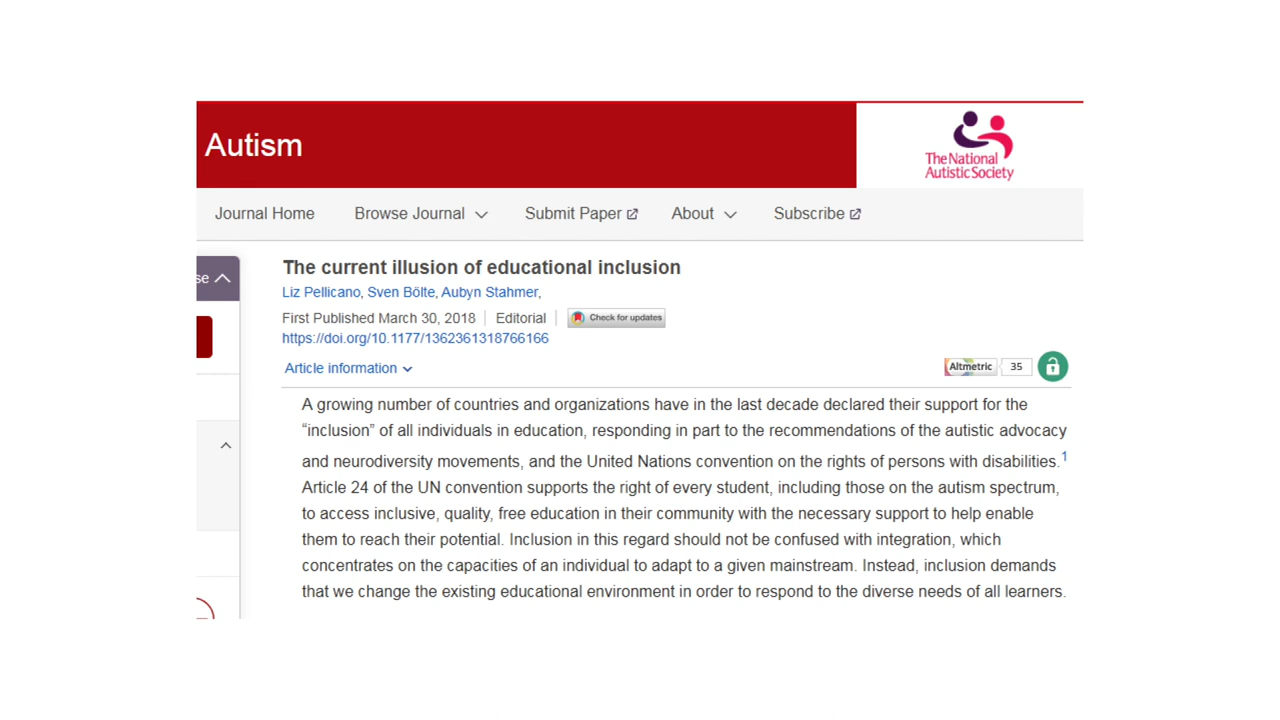 Autism
The National
Autistic Society
Journal Home Browse Journal Submit Paper About Subscribe
se
The current illusion of educational inclusion
Liz Pellicano, Sven Bölte, Aubyn Stahmer,
First Published March 30, 2018 Editorial Check for updates
https://doi.org/10.1177/1362361318766166
Article information
Altmetric 35
A growing number of countries and organizations have in the last decade declared their support for the
“inclusion” of all individuals in education, responding in part to the recommendations of the autistic advocacy
and neurodiversity movements, and the United Nations convention on the rights of persons with disabilities.1
Article 24 of the UN convention supports the right of every student, including those on the autism spectrum,
to access inclusive, quality, free education in their community with the necessary support to help enable
them to reach their potential. Inclusion in this regard should not be confused with integration, which
concentrates on the capacities of an individual to adapt to a given mainstream. Instead, inclusion demands
that we change the existing educational environment in order to respond to the diverse needs of all learners.